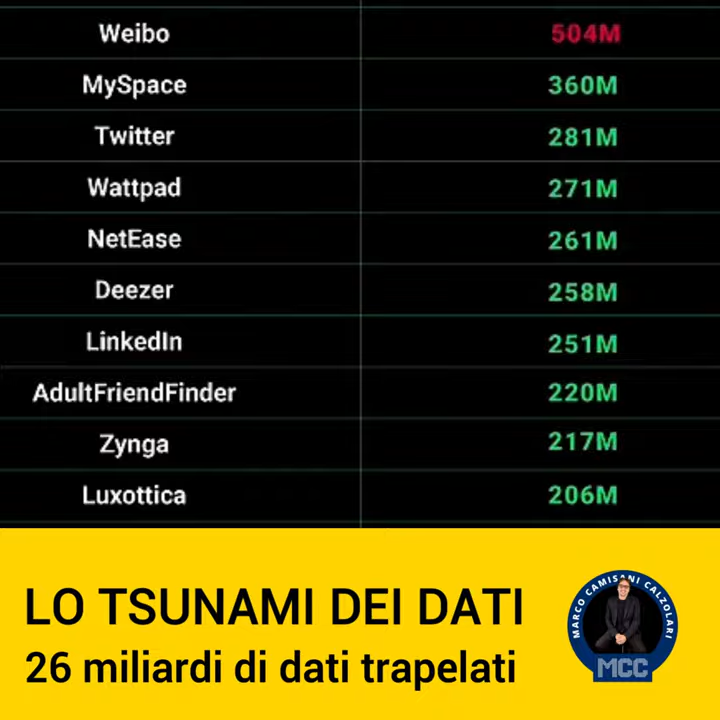 Weibo 504M
MySpace 360M
Twitter 281M
Wattpad 271M
NetEase 261M
Deezer 258M
LinkedIn 251M
AdultFriendFinder 220M
Zynga 217M
Luxottica 206M
LO TSUNAMI DEI DATI
26 miliardi di dati trapelati
MARCO CAMISANI CALZOLARI
MCC